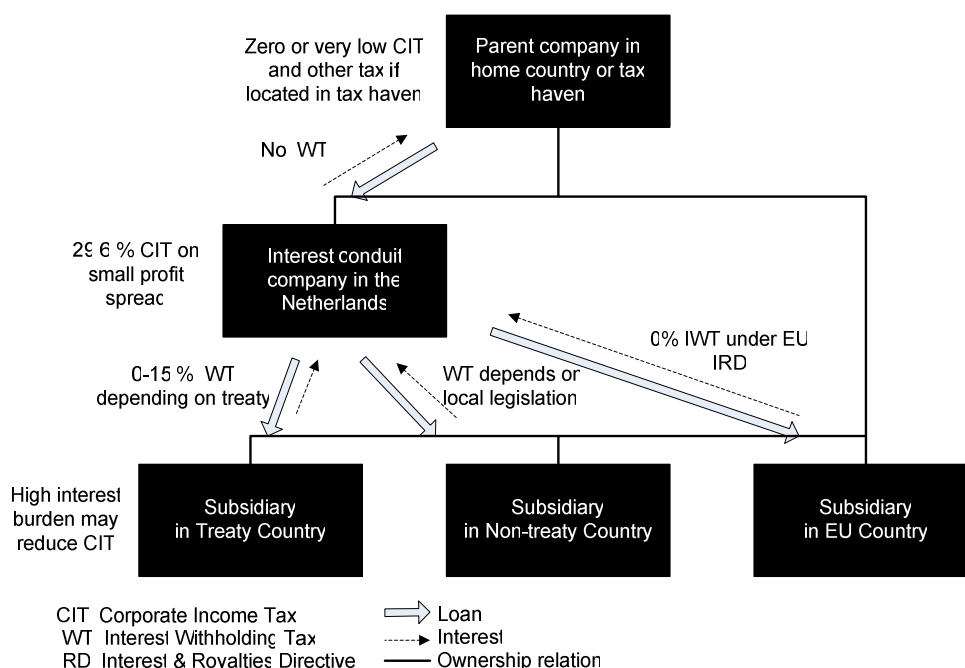 Zero or very low CIT
and other tax if
located in tax haven
Parent company in
home country or tax
haven
No WT
29.6 % CIT on
small profit
spread
Interest conduit
company in the
Netherlands
0% IWT under EU
IRD
0-15 % WT
depending on treaty
WT depends on
local legislation
High interest
burden may
reduce CIT
Subsidiary
in Treaty Country
Subsidiary
in Non-treaty Country
Subsidiary
in EU Country
CIT Corporate Income Tax
WT Interest Withholding Tax
RD Interest & Royalties Directive
Loan
Interest
Ownership relation